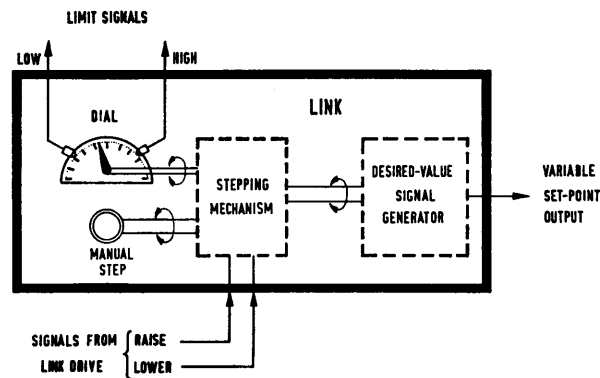 LIMIT SIGNALS
LOW
HIGH
DIAL
LINK
STEPPING
MECHANISM
DESIRED-VALUE
SIGNAL
GENERATOR
VARIABLE
SET-POINT
OUTPUT
MANUAL
STEP
SIGNALS FROM
LINK DRIVE
RAISE
LOWER